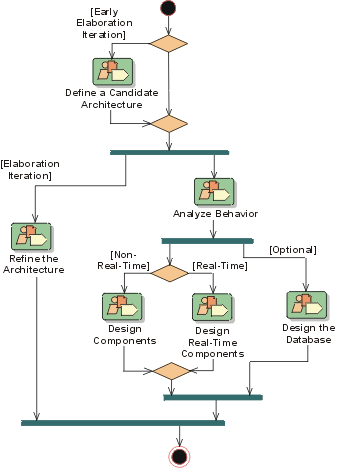 [Early
Elaboration
Iteration]
Define a Candidate
Architecture
[Elaboration
Iteration]
Analyze Behavior
Refine the
Architecture
[Non-
Real-Time]
[Real-Time]
[Optional]
Design
Components
Design
Real-Time
Components
Design the
Database